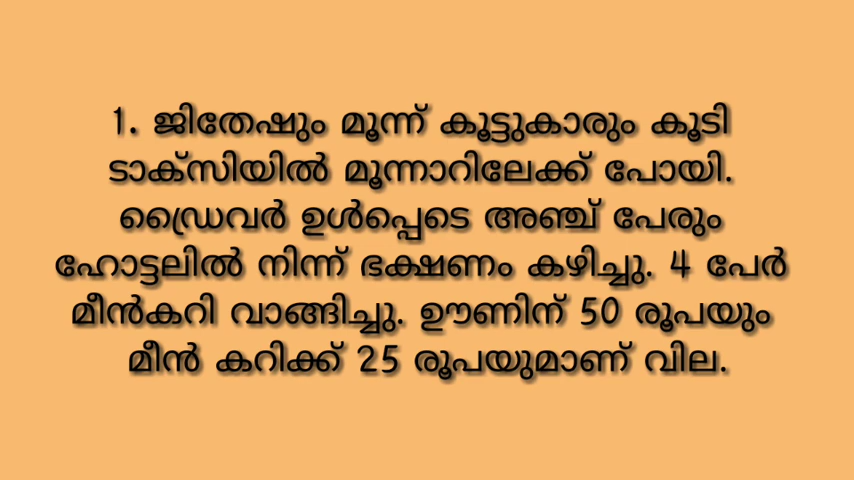 1. ജിതേഷും മൂന്ന് കൂട്ടുകാരും കൂടി
ടാക്സിയിൽ മൂന്നാറിലേക്ക് പോയി.
ഡ്രൈവർ ഉൾപ്പെടെ അഞ്ച് പേരും
ഹോട്ടലിൽ നിന്ന് ഭക്ഷണം കഴിച്ചു. 4 പേർ
മീൻകറി വാങ്ങിച്ചു. ഊണിന് 50 രൂപയും
മീൻ കറിക്ക് 25 രൂപയുമാണ് വില.